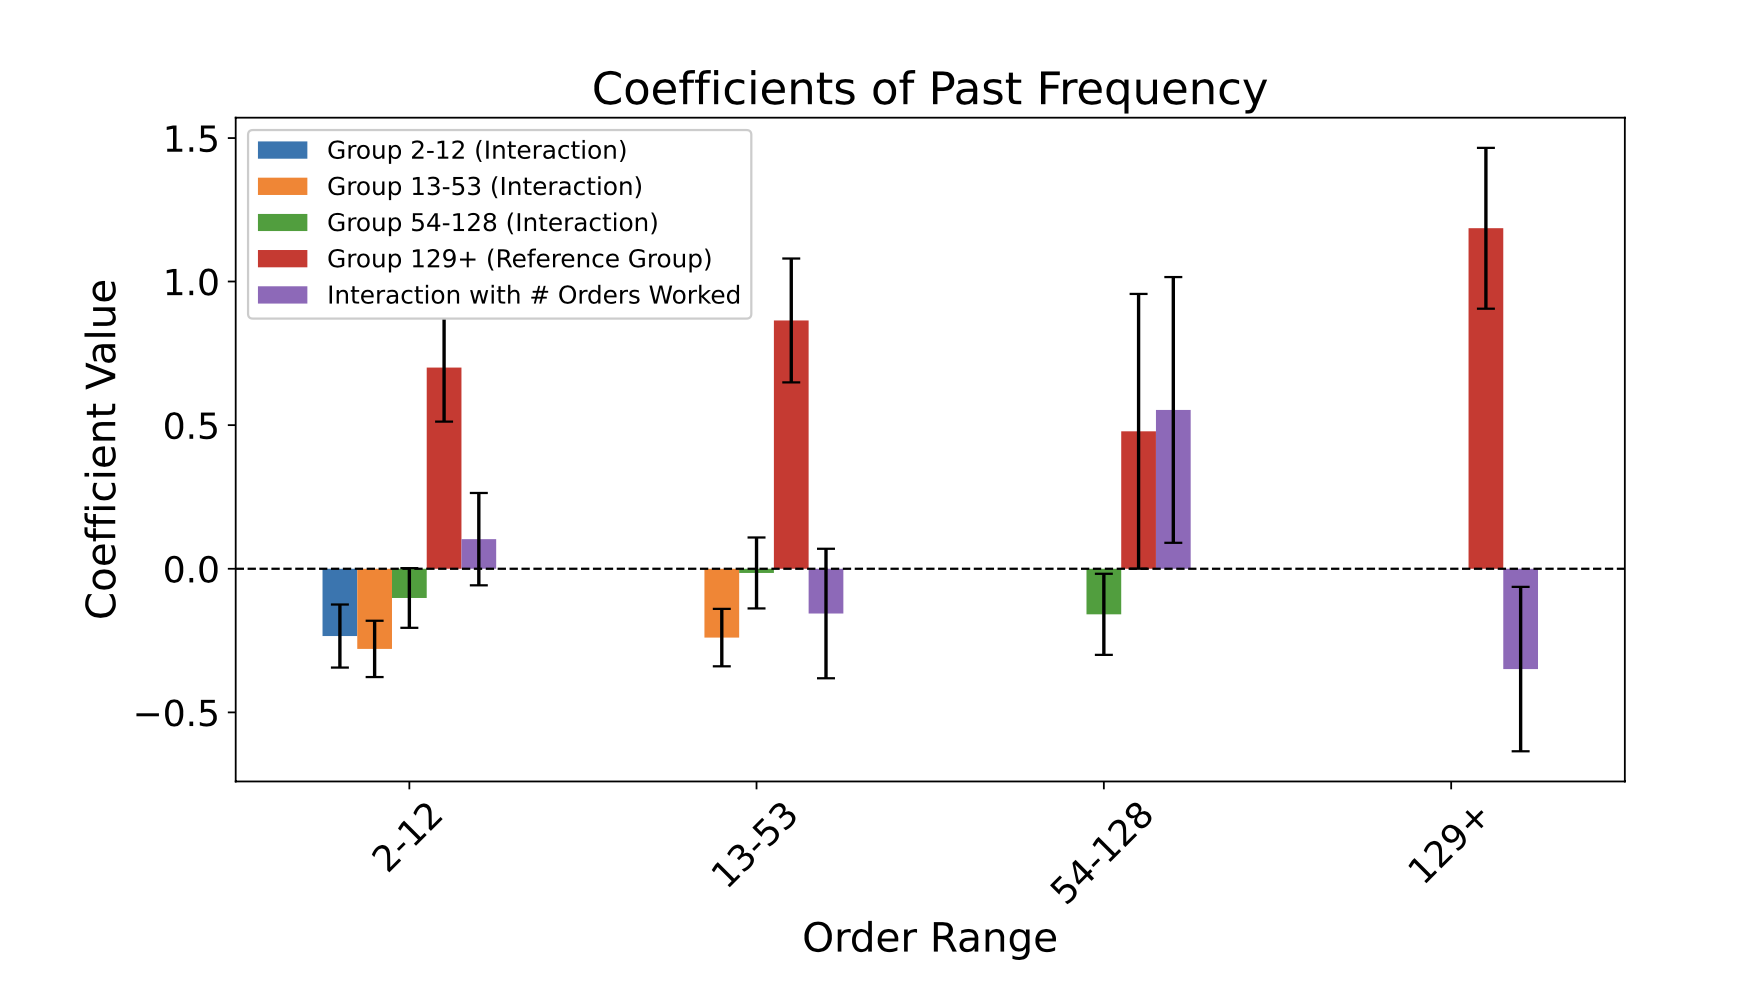 Coefficients of Past Frequency
1.5
1.0
0.5
0.0
−0.5
Coefficient Value
Group 2-12 (Interaction)
Group 13-53 (Interaction)
Group 54-128 (Interaction)
Group 129+ (Reference Group)
Interaction with # Orders Worked
2-12
13-53
54-128
129+
Order Range